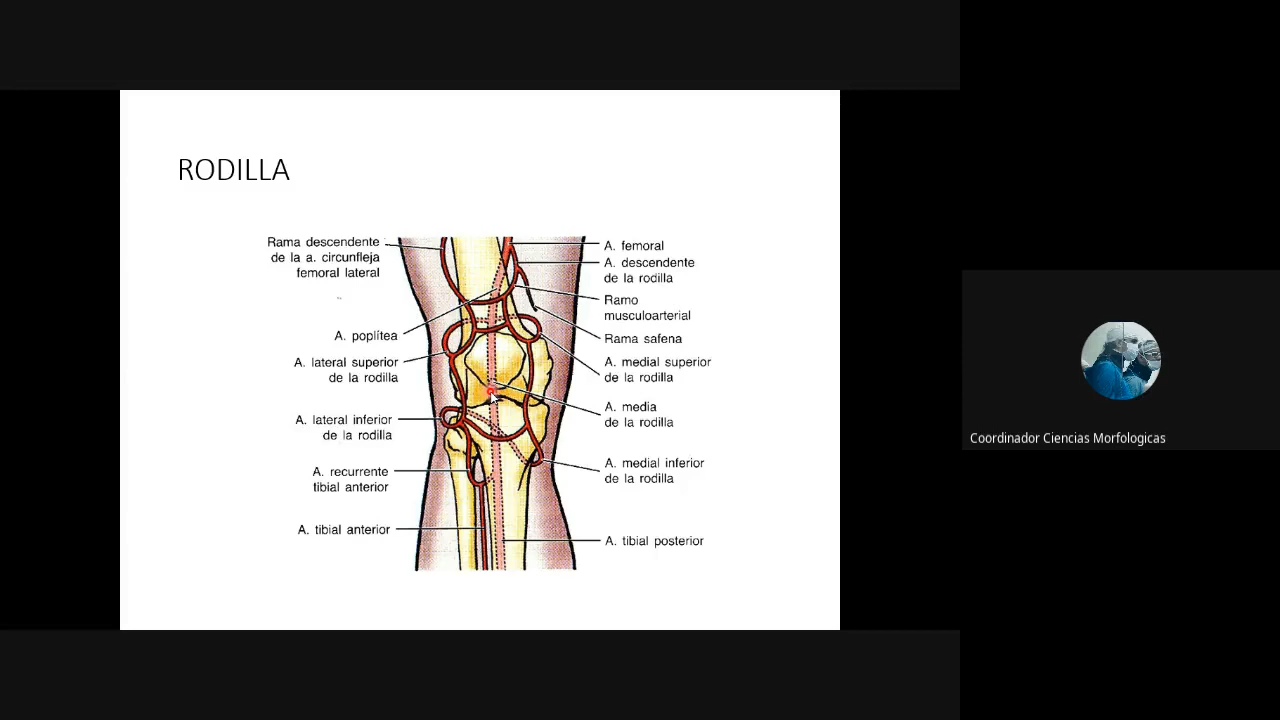 RODILLA
Rama descendente
de la a. circunfleja
femoral lateral
A. poplítea
A. lateral superior
de la rodilla
A. lateral inferior
de la rodilla
A. recurrente
tibial anterior
A. tibial anterior
A. femoral
A. descendente
de la rodilla
Ramo
musculoarterial
Rama safena
A. medial superior
de la rodilla
A. media
de la rodilla
A. medial inferior
de la rodilla
A. tibial posterior
Coordinador Ciencias Morfologicas